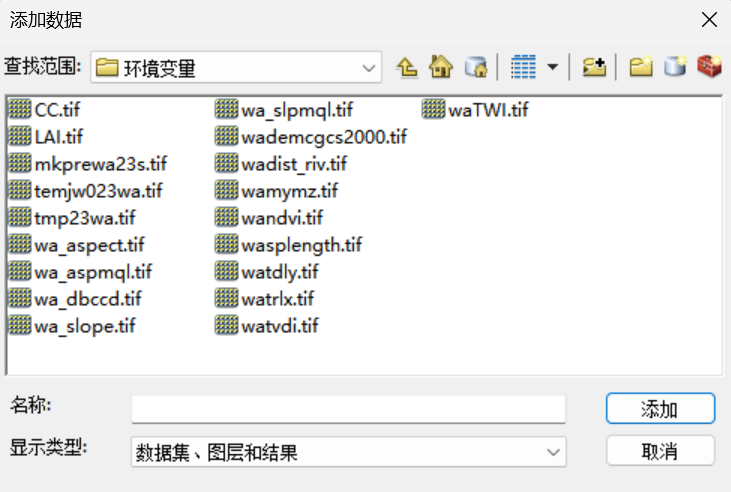 添加数据
查找范围: 环境变量
CC.tif
LAI.tif
mkprewa23s.tif
temjw023wa.tif
tmp23wa.tif
wa_aspect.tif
wa_aspmql.tif
wa_dbccd.tif
wa_slope.tif
wa_slpmql.tif
wademcgcs2000.tif
wadist_riv.tif
wamymz.tif
wandvi.tif
wasplength.tif
watdly.tif
watrlx.tif
watvdi.tif
waTWI.tif
名称:
添加
显示类型: 数据集、图层和结果
取消